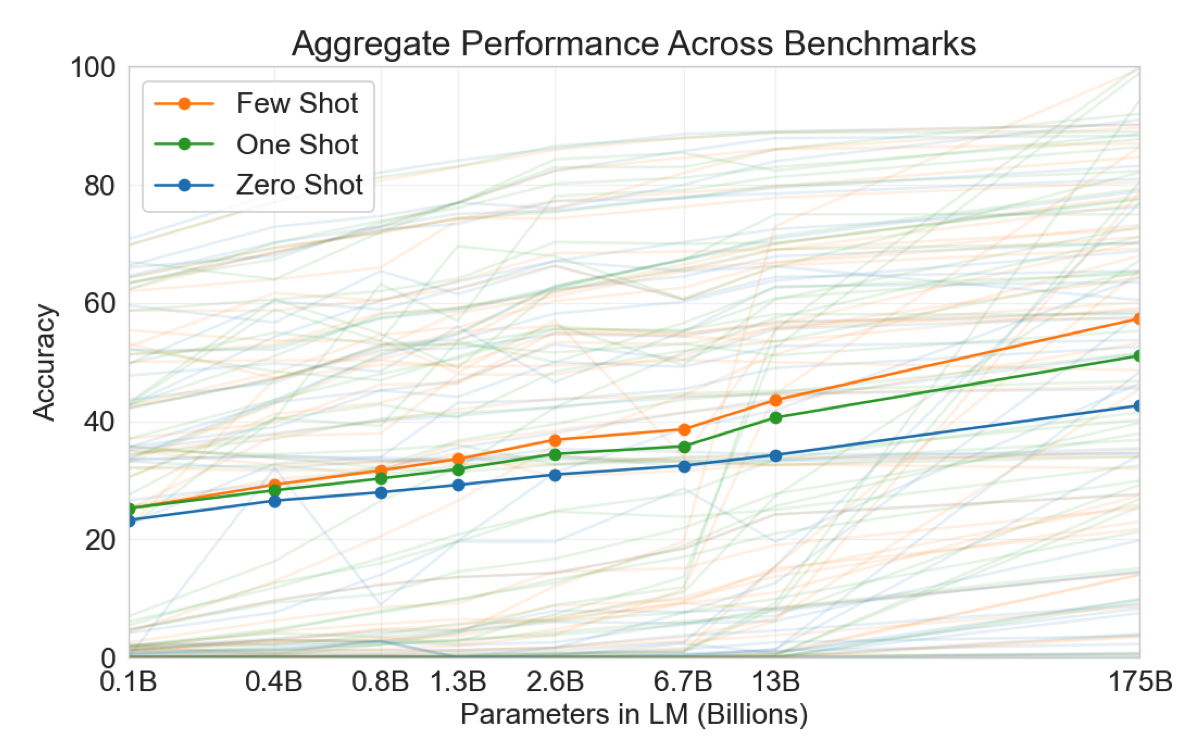 Aggregate Performance Across Benchmarks
100
80
60
40
20
0
Accuracy
Few Shot
One Shot
Zero Shot
0.1B 0.4B 0.8B 1.3B 2.6B 6.7B 13B 175B
Parameters in LM (Billions)